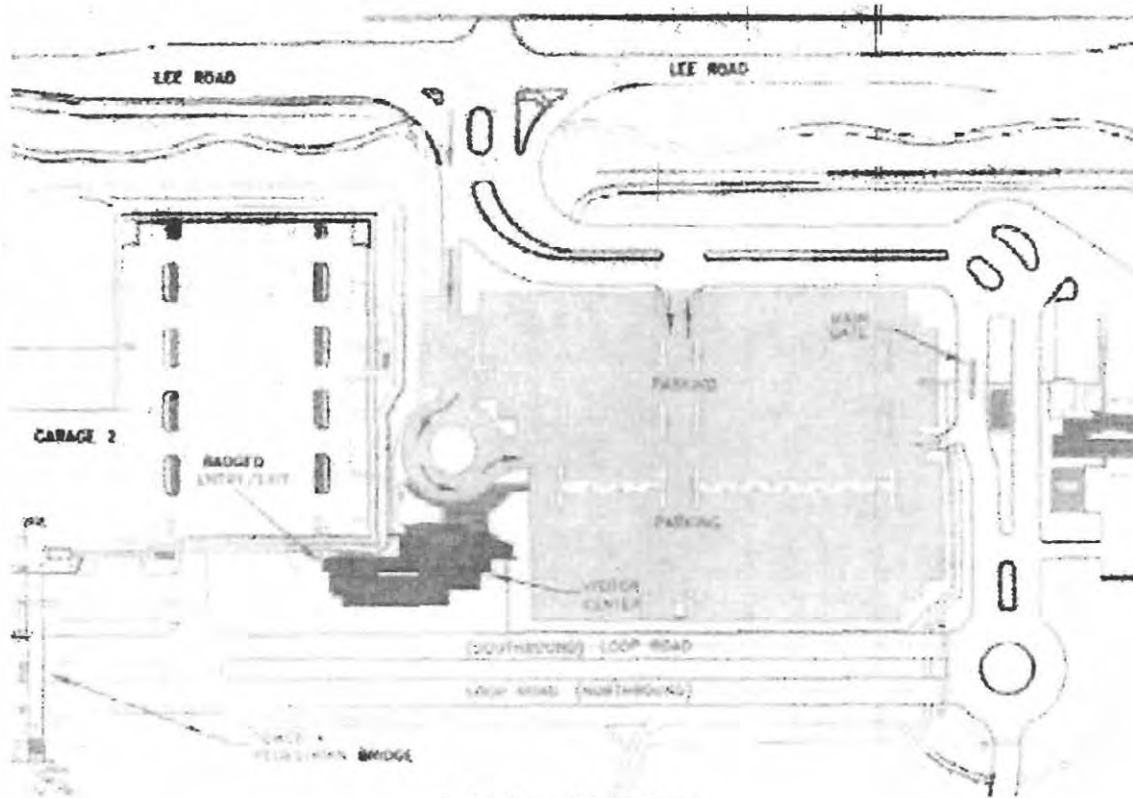 LEE ROAD
LEE ROAD
MAIN
GATE
PARKING
GARAGE 2
BADGED
ENTRY/EXIT
PARKING
VISITOR
CENTER
(SOUTHBOUND) LOOP ROAD
LOOP ROAD (NORTHBOUND)
PEDESTRIAN BRIDGE